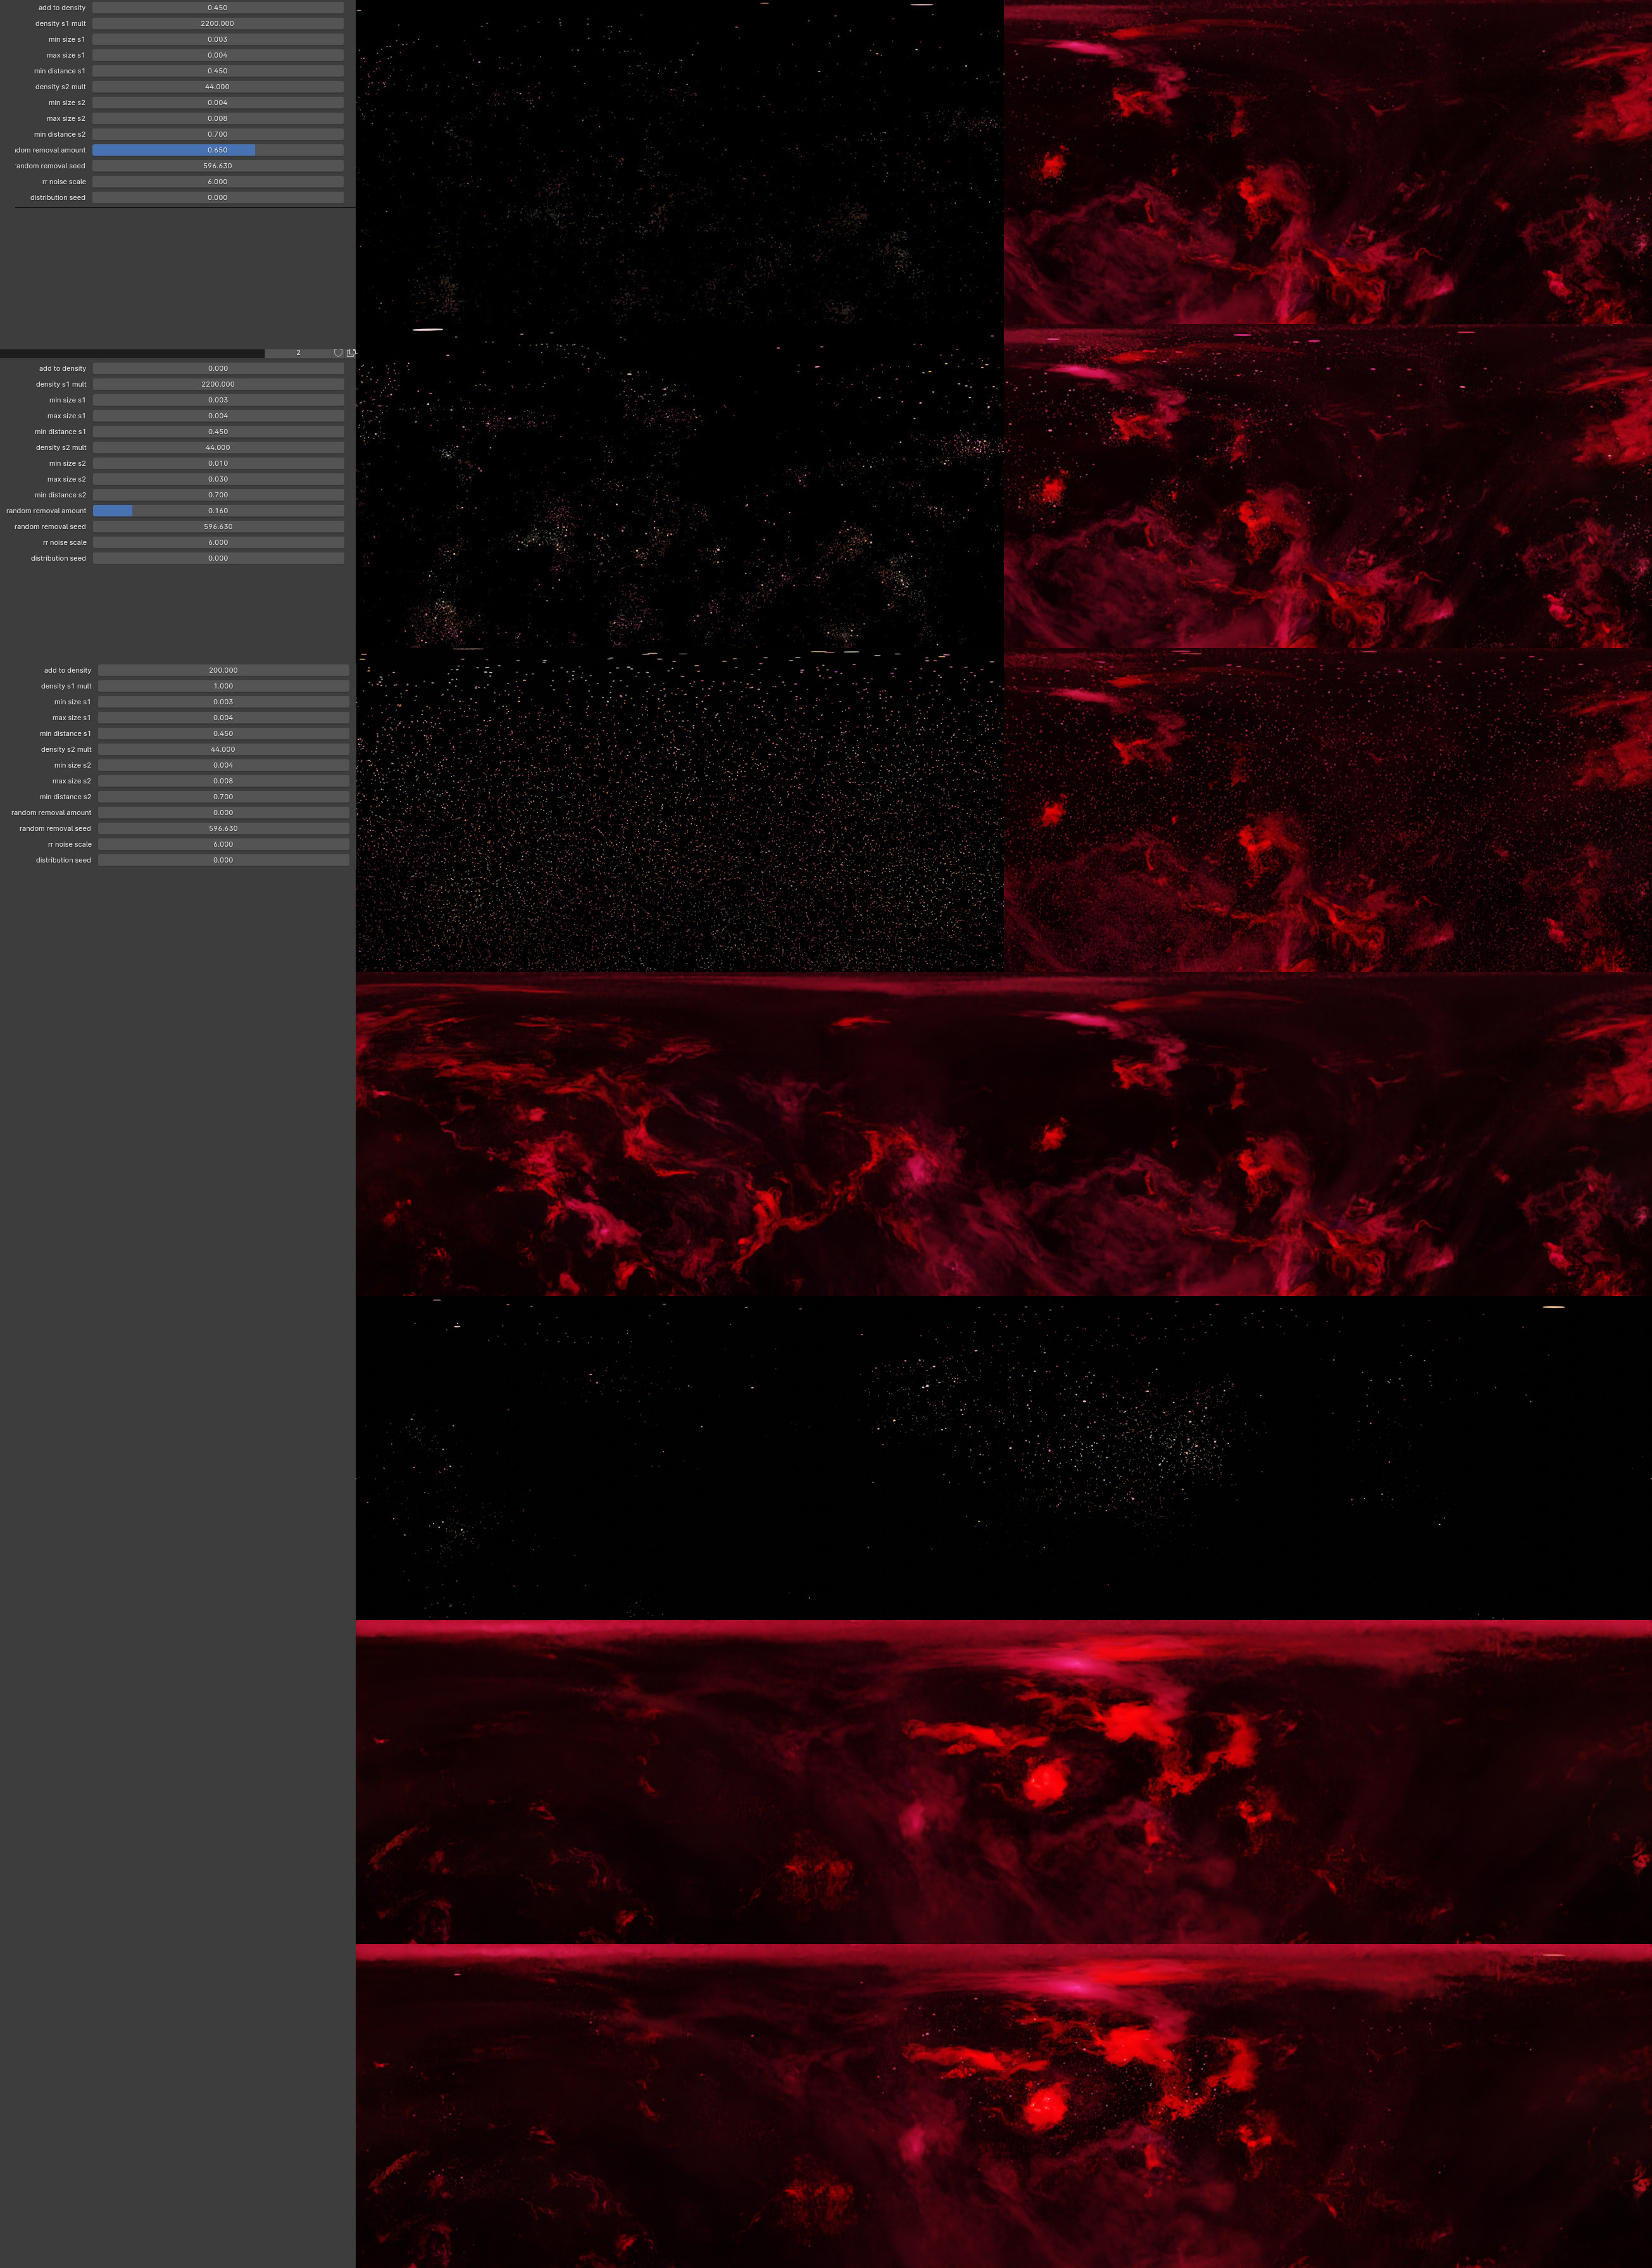 add to density 0.450
density s1 mult 2200.000
min size s1 0.003
max size s1 0.004
min distance s1 0.450
density s2 mult 44.000
min size s2 0.004
max size s2 0.008
min distance s2 0.700
dom removal amount 0.650
andom removal seed 596.630
rr noise scale 6.000
distribution seed 0.000
2
add to density 0.000
density s1 mult 2200.000
min size s1 0.003
max size s1 0.004
min distance s1 0.450
density s2 mult 44.000
min size s2 0.010
max size s2 0.030
min distance s2 0.700
random removal amount 0.160
random removal seed 596.630
rr noise scale 6.000
distribution seed 0.000
add to density 200.000
density s1 mult 1.000
min size s1 0.003
max size s1 0.004
min distance s1 0.450
density s2 mult 44.000
min size s2 0.004
max size s2 0.008
min distance s2 0.700
random removal amount 0.000
random removal seed 596.630
rr noise scale 6.000
distribution seed 0.000